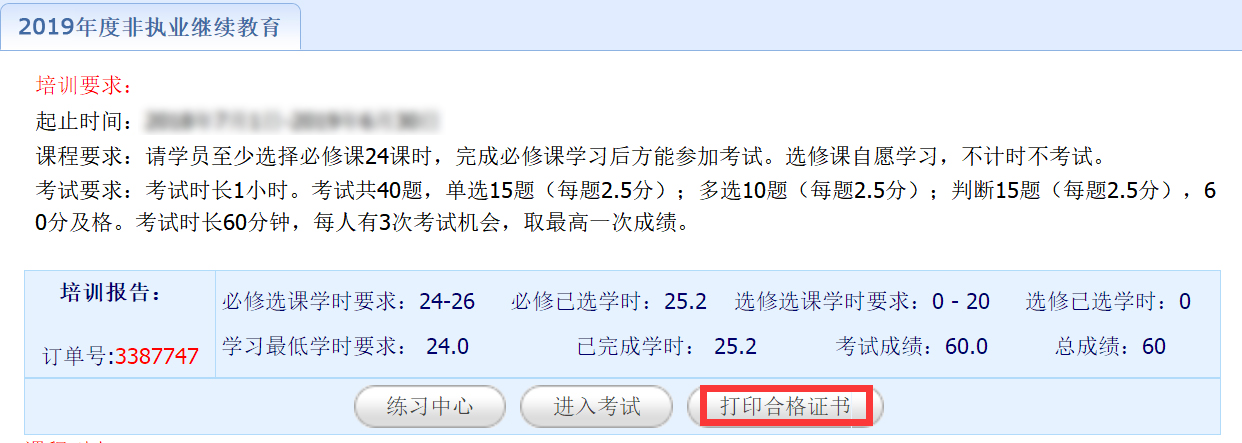 2019年度非执业继续教育
培训要求：
起止时间：
课程要求：请学员至少选择必修课24课时，完成必修课学习后方能参加考试。选修课自愿学习，不计时不考试。
考试要求：考试时长1小时。考试共40题，单选15题（每题2.5分）；多选10题（每题2.5分）；判断15题（每题2.5分），6
0分及格。考试时长60分钟，每人有3次考试机会，取最高一次成绩。
培训报告：
订单号:3387747
必修选课学时要求：24-26 必修已选学时：25.2 选修选课学时要求：0 - 20 选修已选学时：0
学习最低学时要求： 24.0 已完成学时： 25.2 考试成绩：60.0 总成绩：60
练习中心 进入考试 打印合格证书